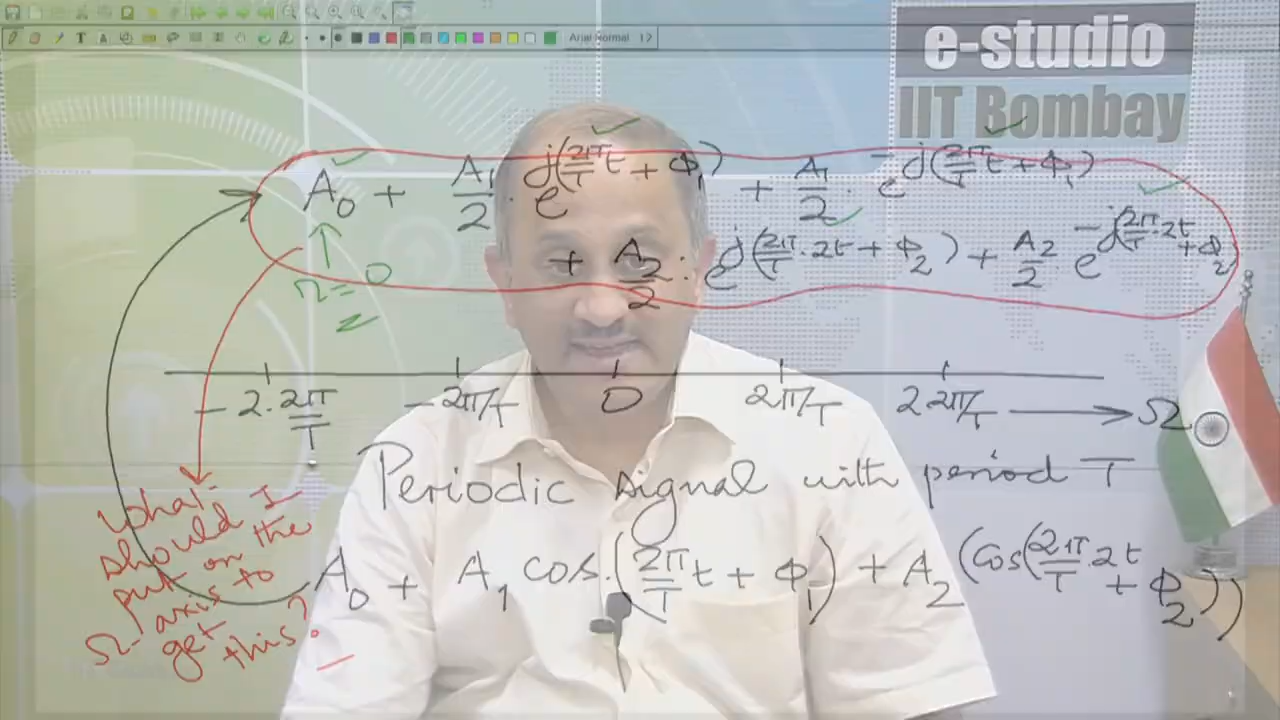 Arial Normal 12
e-studio
IIT Bombay
A₀ + A₁/2 · e^{j(2π/T t + Φ₁)} + A₁/2 · e^{-j(2π/T t + Φ₁)}
+ A₂/2 · e^{j(2π/T · 2t + Φ₂)} + A₂/2 · e^{-j(2π/T · 2t + Φ₂)}
Ω = 0
- 2·2π/T - 2π/T 0 2π/T 2·2π/T Ω
Periodic signal with period T
A₀ + A₁ cos(2π/T t + Φ₁) + A₂ (cos(2π/T 2t + Φ₂))
What
should I
put on the
Ω axis to
get
this?